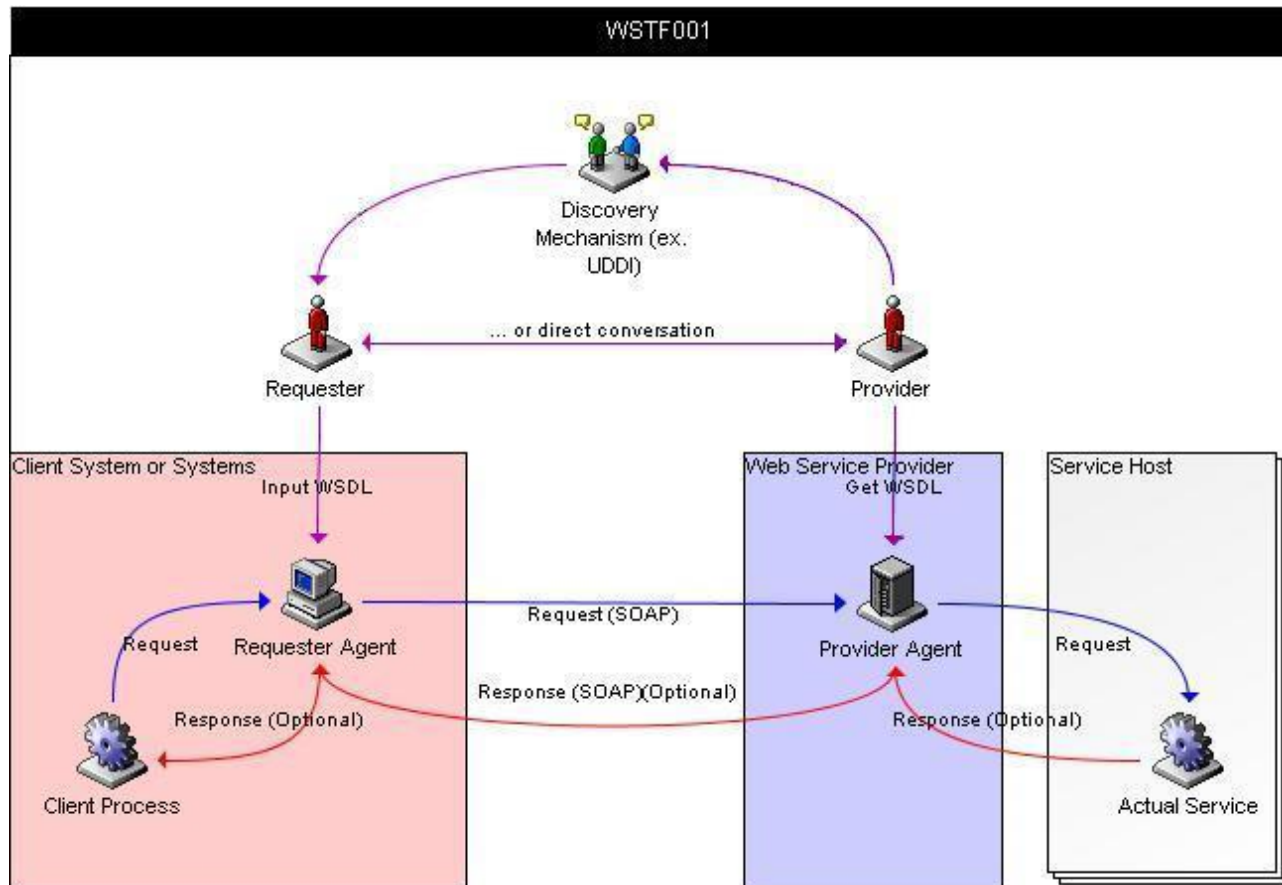 WSTF001
Discovery
Mechanism (ex.
UDDI)
... or direct conversation
Requester
Provider
Client System or Systems
Web Service Provider
Service Host
Input WSDL
Get WSDL
Request (SOAP)
Request
Requester Agent
Provider Agent
Request
Response (SOAP)(Optional)
Response (Optional)
Response (Optional)
Client Process
Actual Service